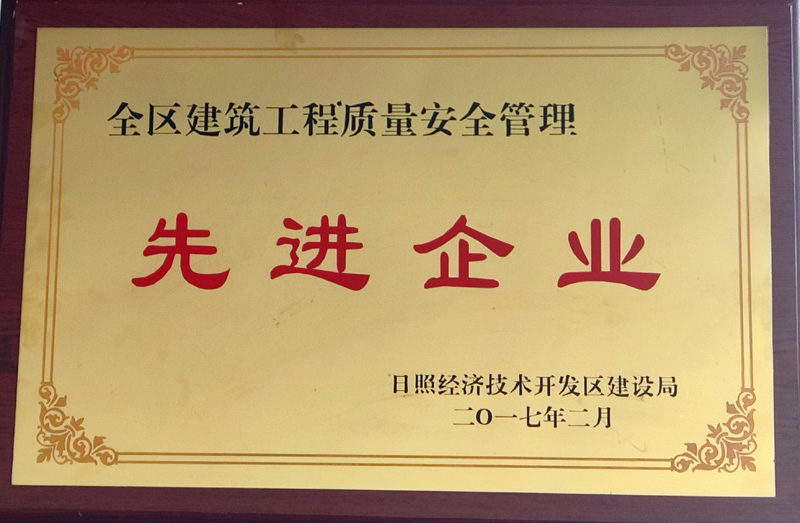 全区建筑工程质量安全管理
先进企业
日照经济技术开发区建设局
二O一七年二月